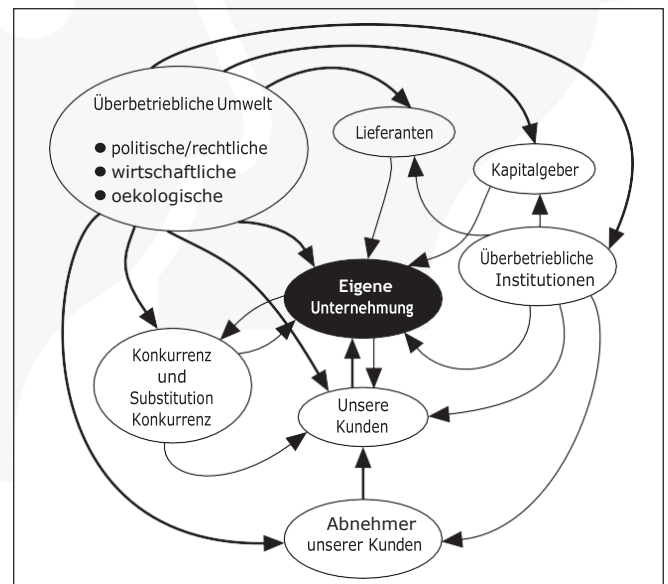 Überbetriebliche Umwelt
● politische/rechtliche
● wirtschaftliche
● oekologische
Lieferanten
Kapitalgeber
Überbetriebliche
Institutionen
Eigene
Unternehmung
Konkurrenz
und
Substitution
Konkurrenz
Unsere
Kunden
Abnehmer
unserer Kunden